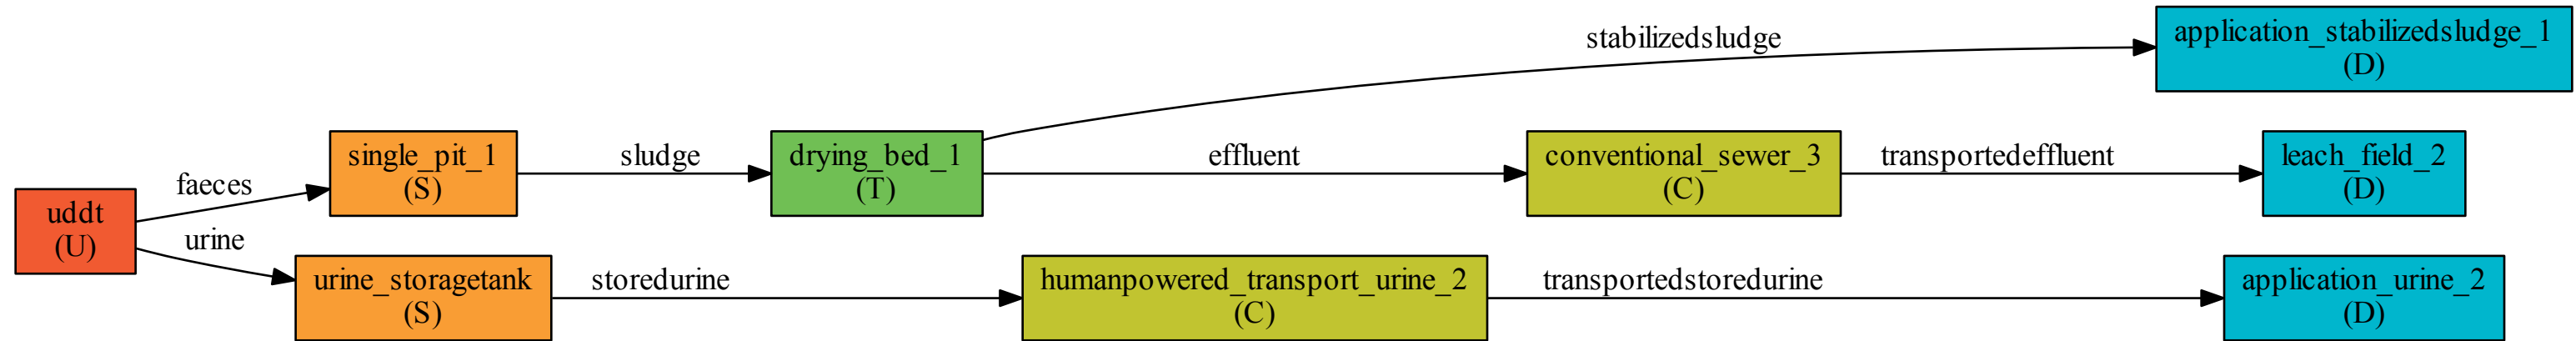 uddt
(U)
faeces
urine
single_pit_1
(S)
urine_storagetank
(S)
sludge
storedurine
drying_bed_1
(T)
humanpowered_transport_urine_2
(C)
stabilizedsludge
effluent
transportedstoredurine
conventional_sewer_3
(C)
transportedeffluent
application_stabilizedsludge_1
(D)
leach_field_2
(D)
application_urine_2
(D)